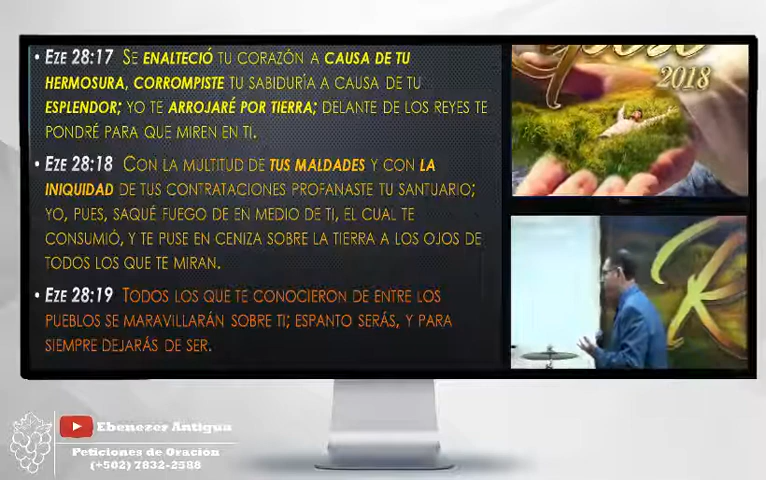 • Eze 28:17 Se enalteció tu corazón a causa de tu
hermosura, corrompiste tu sabiduría a causa de tu
esplendor; yo te arrojaré por tierra; delante de los reyes te
pondré para que miren en ti.
• Eze 28:18 Con la multitud de tus maldades y con la
iniquidad de tus contrataciones profanaste tu santuario;
yo, pues, saqué fuego de en medio de ti, el cual te
consumió, y te puse en ceniza sobre la tierra a los ojos de
todos los que te miran.
• Eze 28:19 Todos los que te conocieron de entre los
pueblos se maravillarán sobre ti; espanto serás, y para
siempre dejarás de ser.
2018
R
Ebenezer Antigua
Peticiones de Oración
(+502) 7832-2588